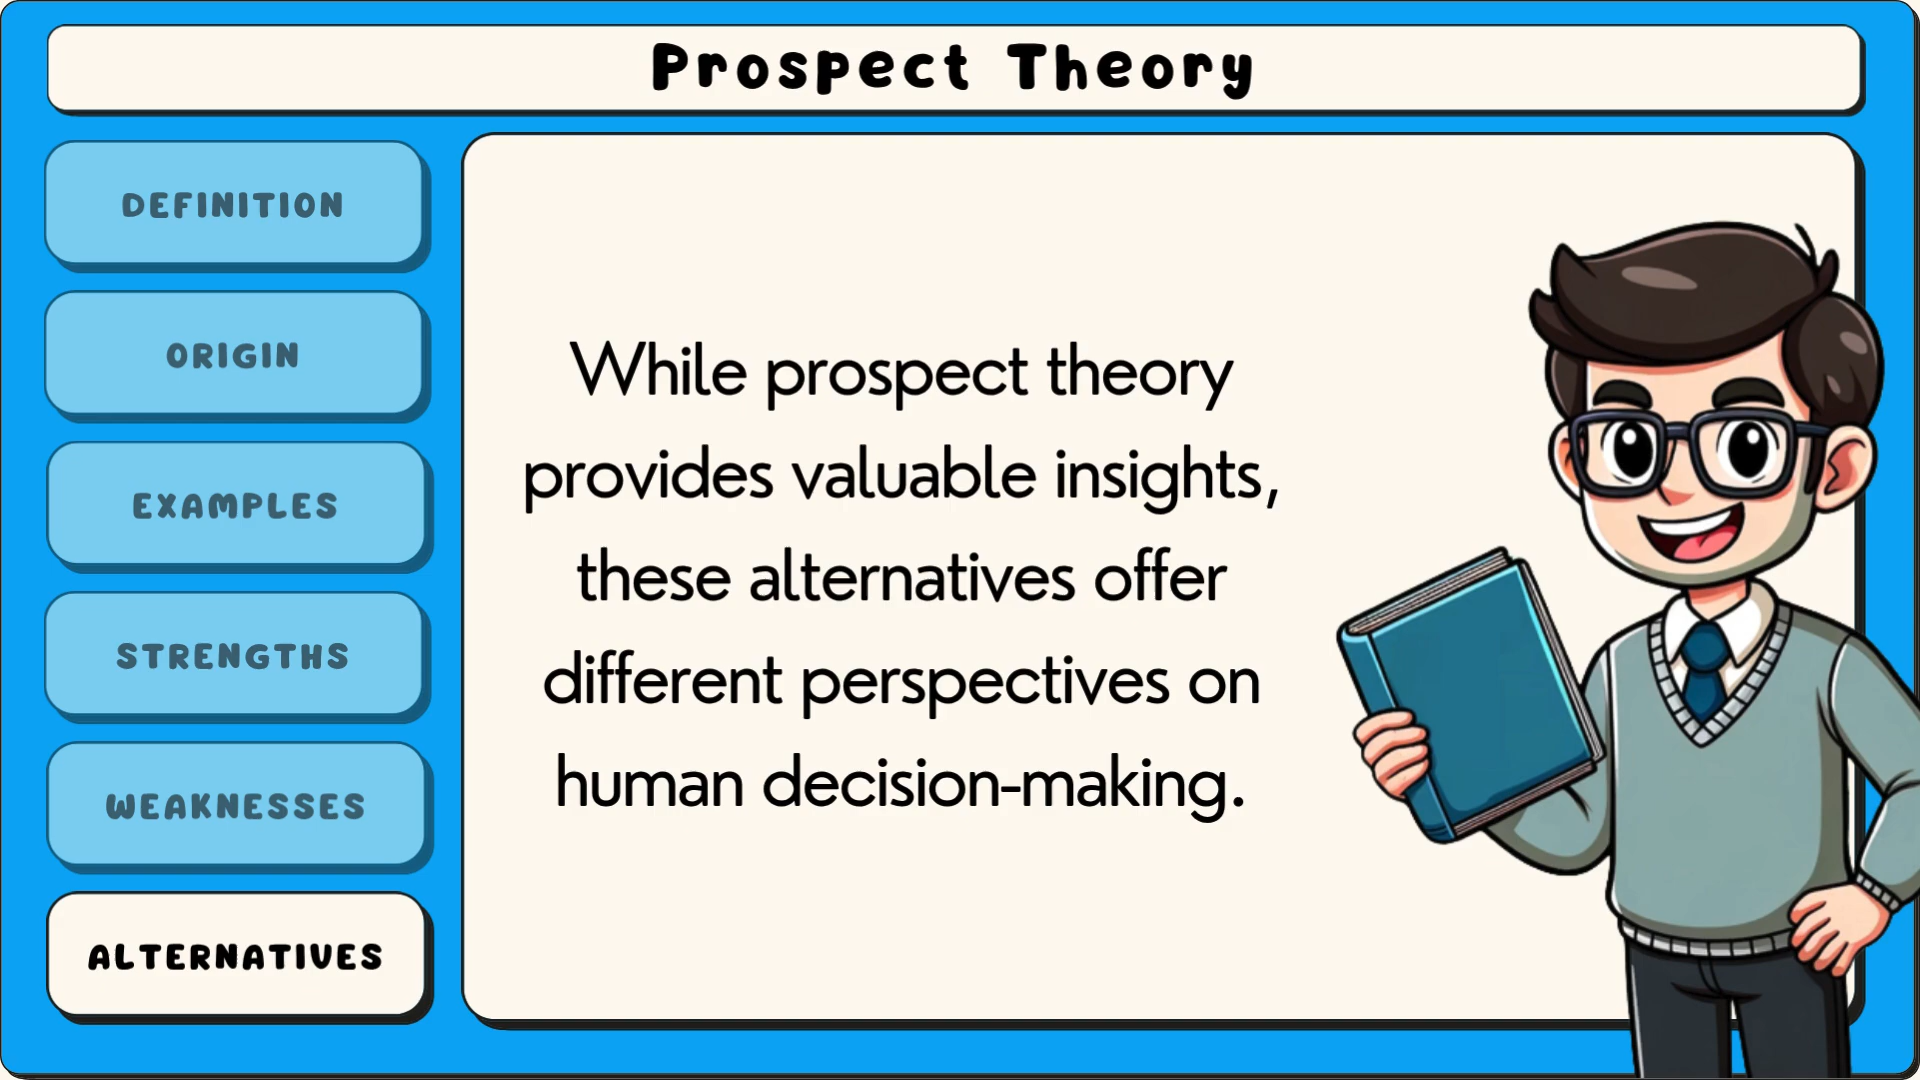 Prospect Theory
DEFINITION
ORIGIN
EXAMPLES
STRENGTHS
WEAKNESSES
ALTERNATIVES
While prospect theory
provides valuable insights,
these alternatives offer
different perspectives on
human decision-making.